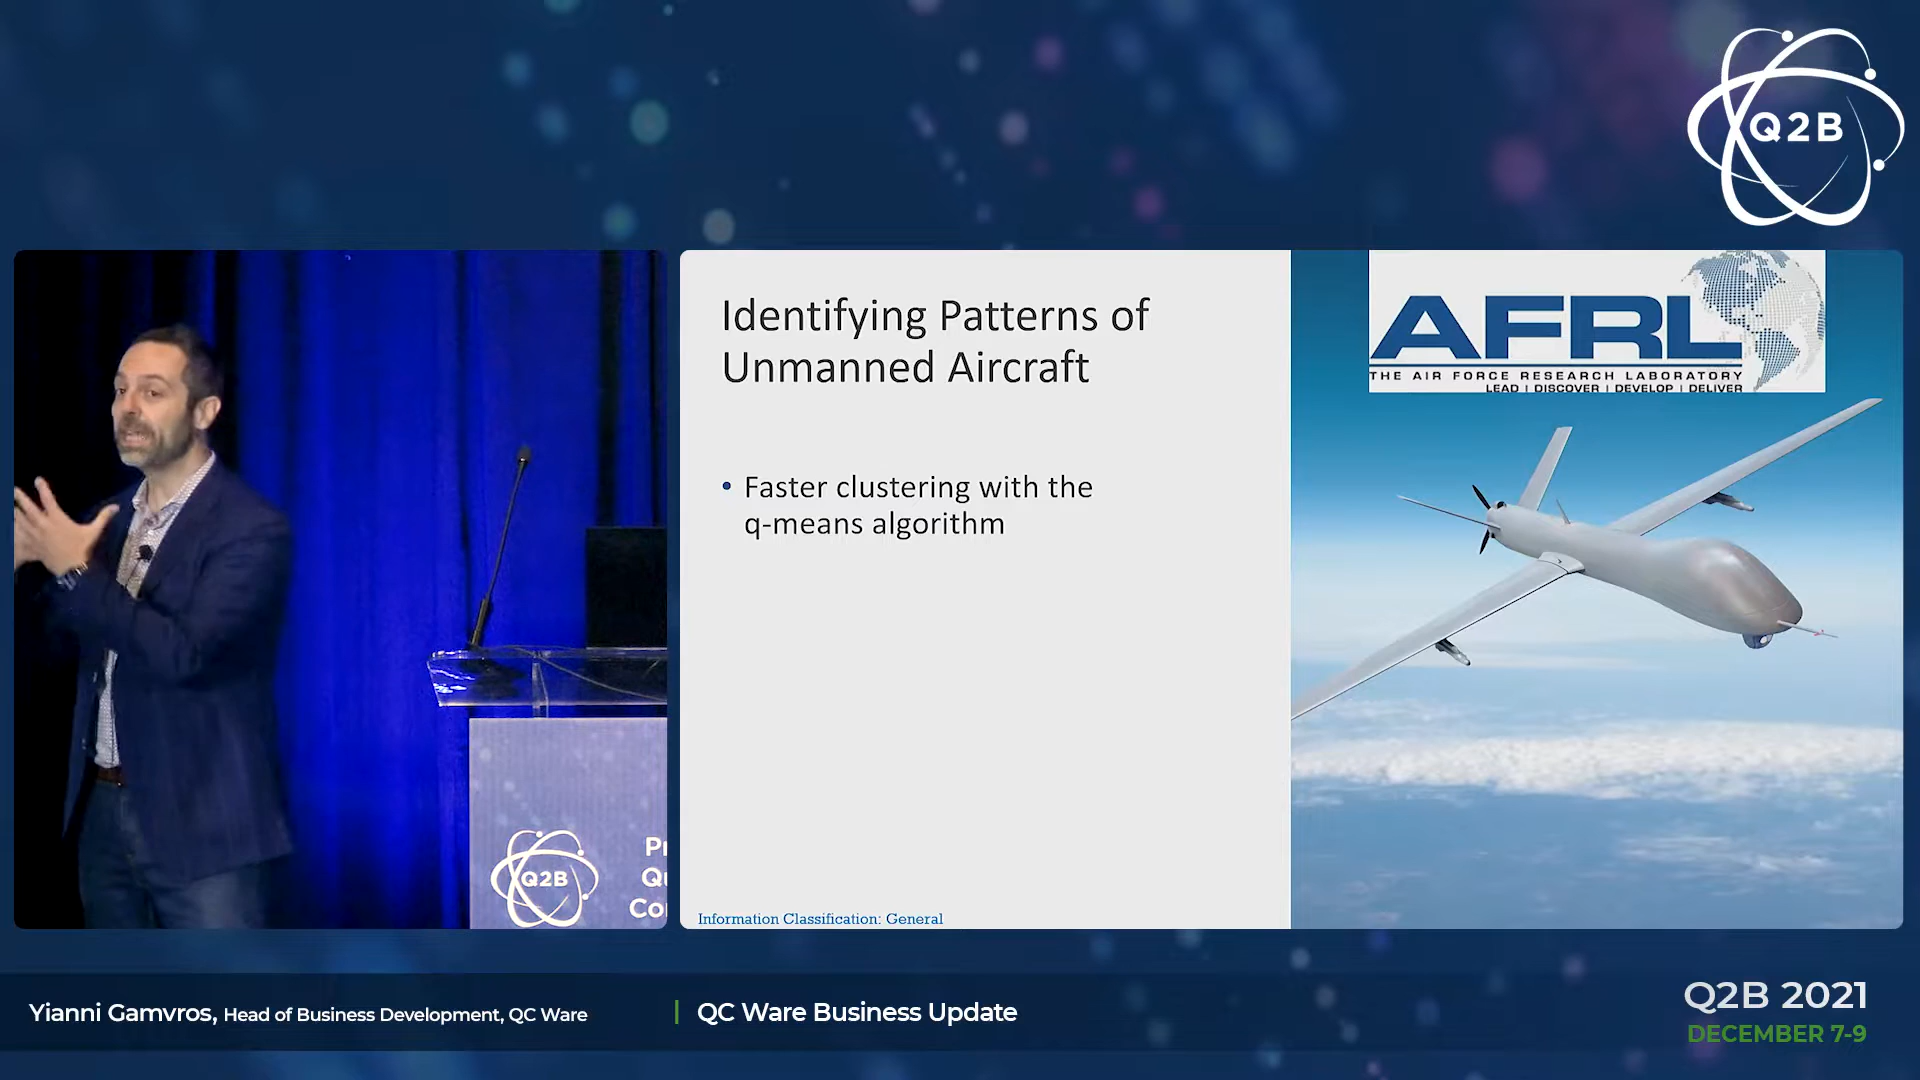 Q2B
Identifying Patterns of
Unmanned Aircraft
• Faster clustering with the
q-means algorithm
Information Classification: General
AFRL
THE AIR FORCE RESEARCH LABORATORY
LEAD | DISCOVER | DEVELOP | DELIVER
Q2B
Yianni Gamvros, Head of Business Development, QC Ware
QC Ware Business Update
Q2B 2021
DECEMBER 7-9